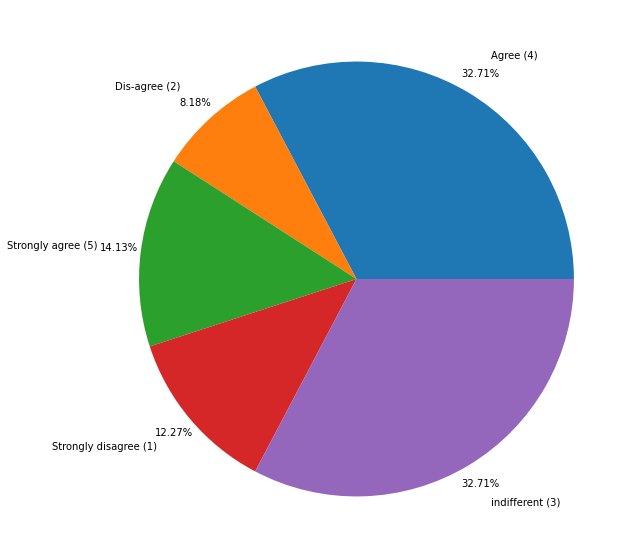 Agree (4)
32.71%
Dis-agree (2)
8.18%
Strongly agree (5)
14.13%
12.27%
Strongly disagree (1)
32.71%
indifferent (3)